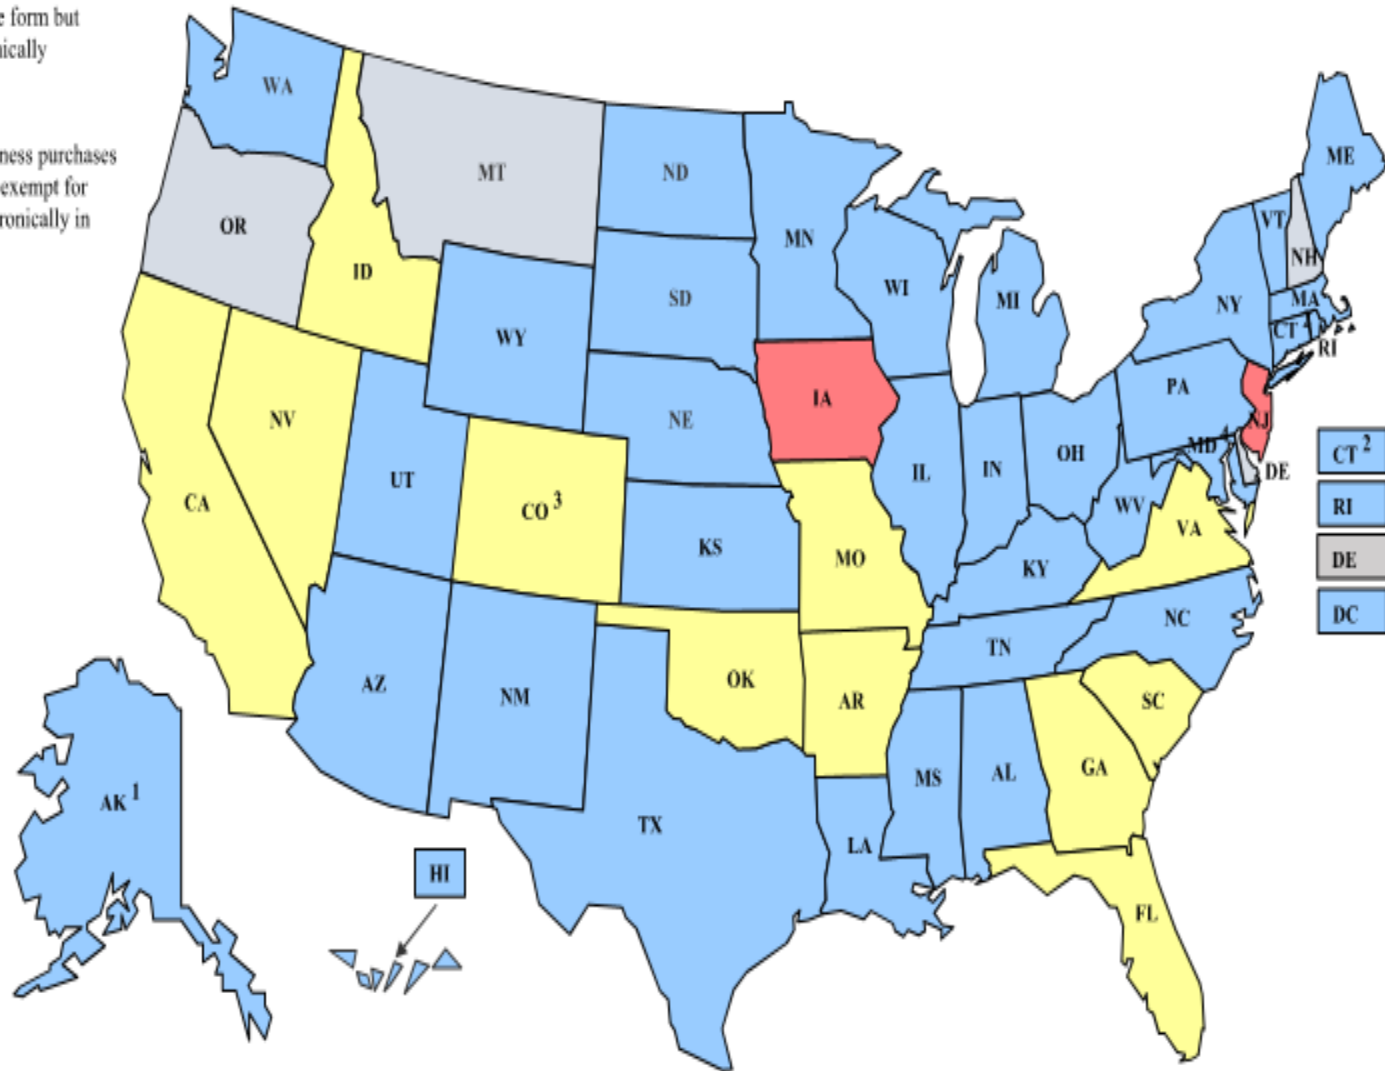 e form but
nically
ness purchases
exempt for
ronically in
WA
MT
ND
ME
OR
ID
MN
VT
NH
WI
MI
SD
WY
NY
MA
CT
RI
PA
NV
NE
IA
NJ
MD 4
DE
CT 2
CA
UT
CO 3
IL
IN
OH
WV
VA
RI
KS
MO
KY
DE
DC
NC
AZ
NM
OK
AR
TN
SC
MS
AL
GA
AK 1
TX
LA
HI
FL